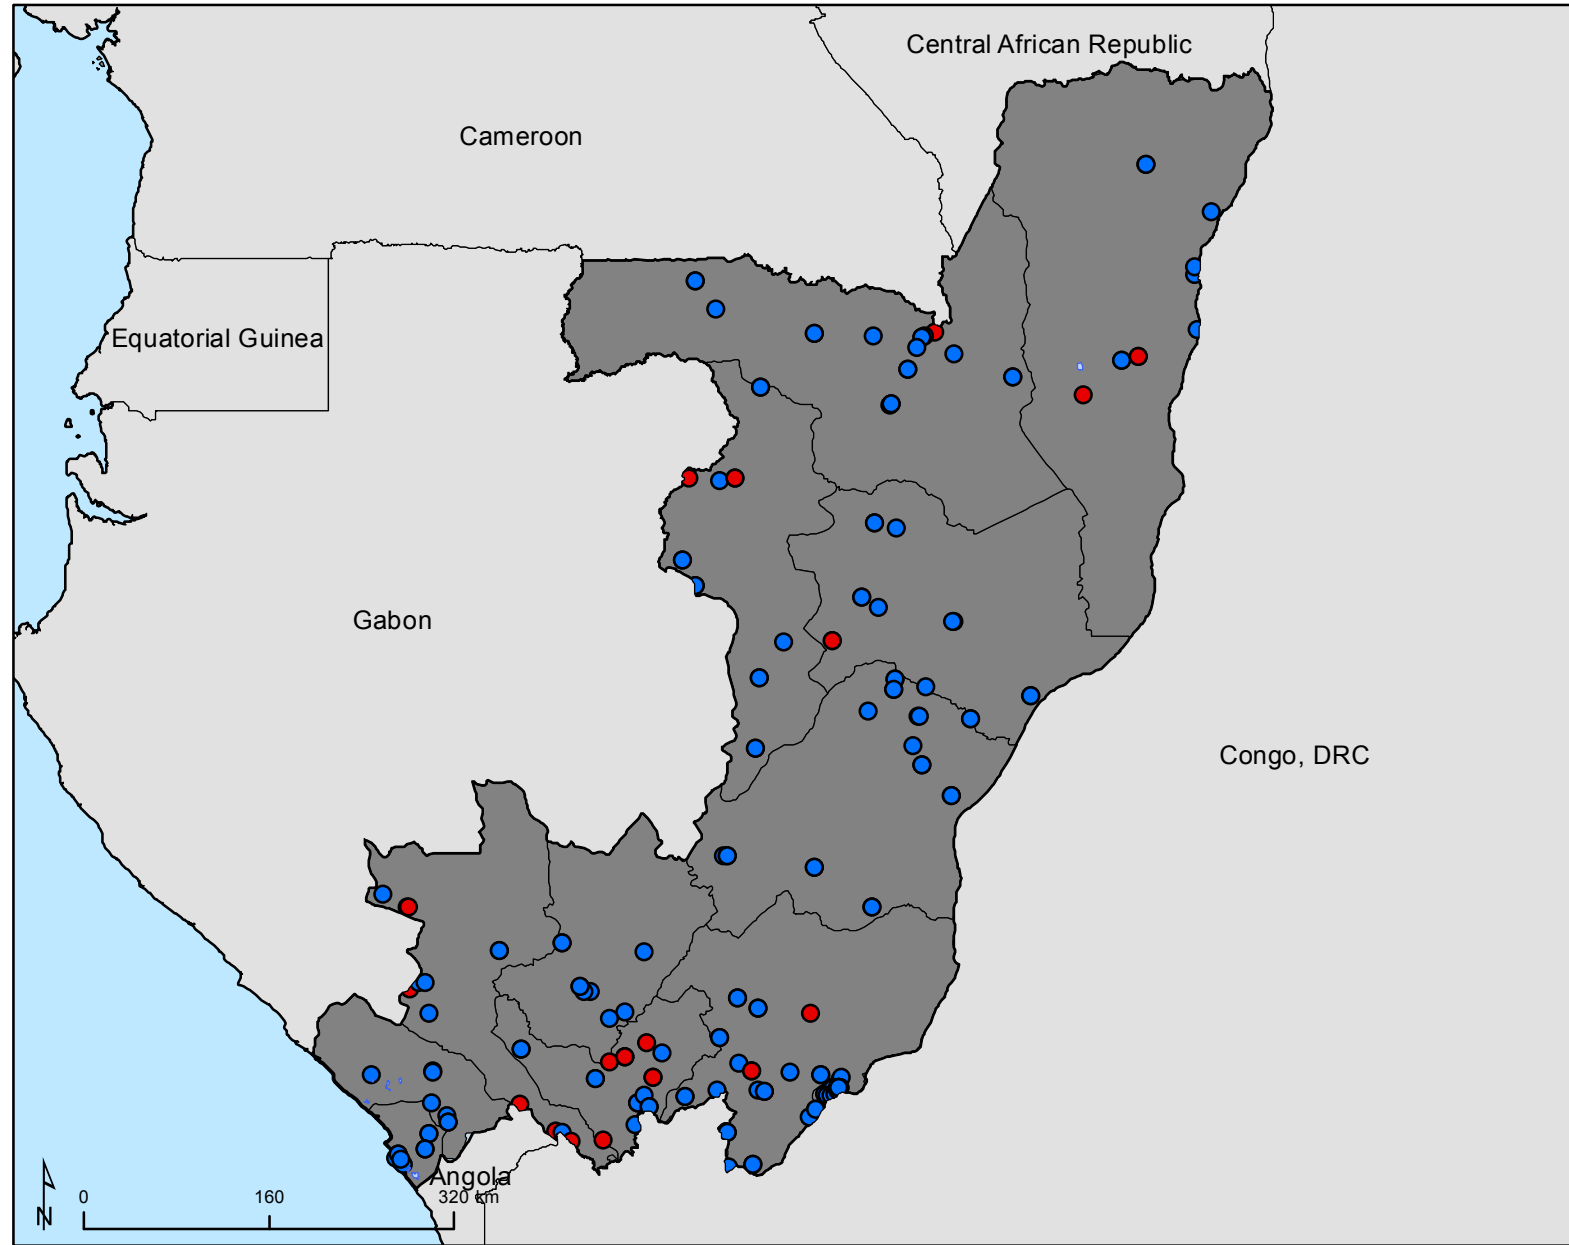 Central African Republic
Cameroon
Equatorial Guinea
Gabon
Congo, DRC
Angola
0 160 320 km
N